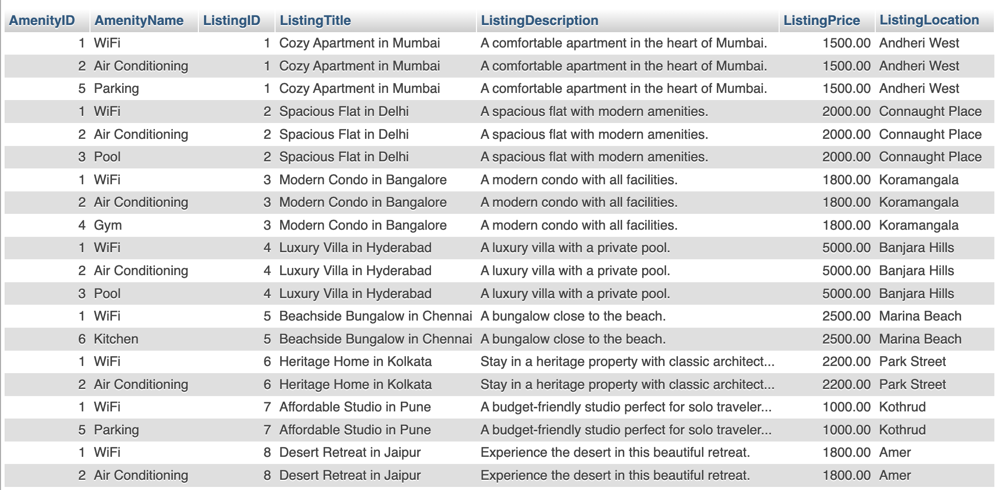 AmenityID AmenityName ListingID ListingTitle ListingDescription ListingPrice ListingLocation
1 WiFi 1 Cozy Apartment in Mumbai A comfortable apartment in the heart of Mumbai. 1500.00 Andheri West
2 Air Conditioning 1 Cozy Apartment in Mumbai A comfortable apartment in the heart of Mumbai. 1500.00 Andheri West
5 Parking 1 Cozy Apartment in Mumbai A comfortable apartment in the heart of Mumbai. 1500.00 Andheri West
1 WiFi 2 Spacious Flat in Delhi A spacious flat with modern amenities. 2000.00 Connaught Place
2 Air Conditioning 2 Spacious Flat in Delhi A spacious flat with modern amenities. 2000.00 Connaught Place
3 Pool 2 Spacious Flat in Delhi A spacious flat with modern amenities. 2000.00 Connaught Place
1 WiFi 3 Modern Condo in Bangalore A modern condo with all facilities. 1800.00 Koramangala
2 Air Conditioning 3 Modern Condo in Bangalore A modern condo with all facilities. 1800.00 Koramangala
4 Gym 3 Modern Condo in Bangalore A modern condo with all facilities. 1800.00 Koramangala
1 WiFi 4 Luxury Villa in Hyderabad A luxury villa with a private pool. 5000.00 Banjara Hills
2 Air Conditioning 4 Luxury Villa in Hyderabad A luxury villa with a private pool. 5000.00 Banjara Hills
3 Pool 4 Luxury Villa in Hyderabad A luxury villa with a private pool. 5000.00 Banjara Hills
1 WiFi 5 Beachside Bungalow in Chennai A bungalow close to the beach. 2500.00 Marina Beach
6 Kitchen 5 Beachside Bungalow in Chennai A bungalow close to the beach. 2500.00 Marina Beach
1 WiFi 6 Heritage Home in Kolkata Stay in a heritage property with classic architect... 2200.00 Park Street
2 Air Conditioning 6 Heritage Home in Kolkata Stay in a heritage property with classic architect... 2200.00 Park Street
1 WiFi 7 Affordable Studio in Pune A budget-friendly studio perfect for solo traveler... 1000.00 Kothrud
5 Parking 7 Affordable Studio in Pune A budget-friendly studio perfect for solo traveler... 1000.00 Kothrud
1 WiFi 8 Desert Retreat in Jaipur Experience the desert in this beautiful retreat. 1800.00 Amer
2 Air Conditioning 8 Desert Retreat in Jaipur Experience the desert in this beautiful retreat. 1800.00 Amer